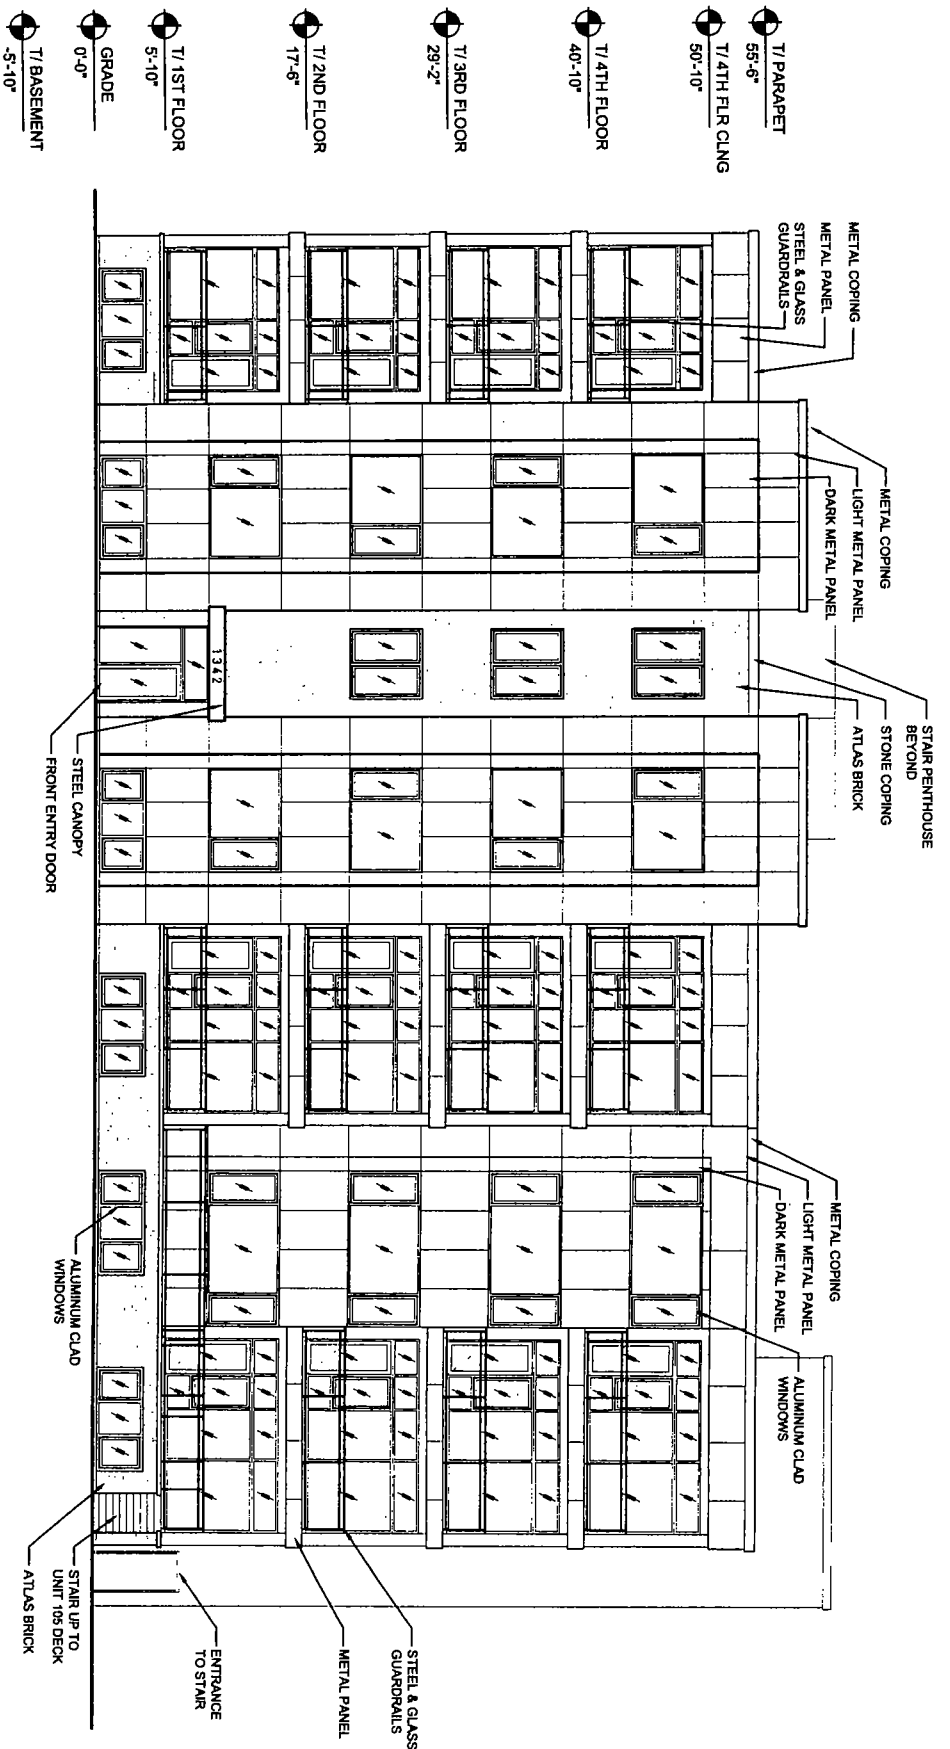 T/ PARAPET
55'-6"
T/ 4TH FLR CLNG
50'-10"
T/ 4TH FLOOR
40'-10"
T/ 3RD FLOOR
29'-2"
T/ 2ND FLOOR
17'-6"
T/ 1ST FLOOR
5'-10"
GRADE
0'-0"
T/ BASEMENT
-5'-10"
METAL COPING
METAL PANEL
STEEL & GLASS
GUARDRAILS
METAL COPING
LIGHT METAL PANEL
DARK METAL PANEL
STAIR PENTHOUSE
BEYOND
STONE COPING
ATLAS BRICK
1342
STEEL CANOPY
FRONT ENTRY DOOR
METAL COPING
LIGHT METAL PANEL
DARK METAL PANEL
ALUMINUM CLAD
WINDOWS
ALUMINUM CLAD
WINDOWS
STEEL & GLASS
GUARDRAILS
METAL PANEL
ENTRANCE
TO STAIR
STAIR UP TO
UNIT 105 DECK
ATLAS BRICK